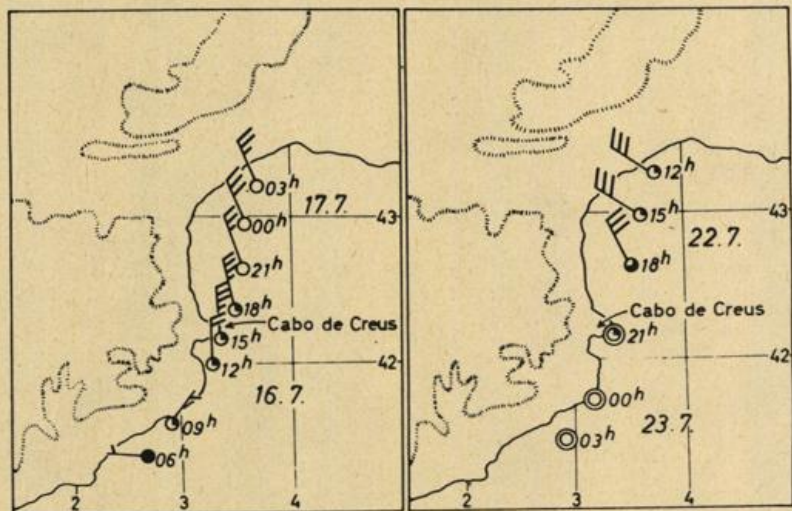 03h
17.7.
00h
43
21h
18h
Cabo de Creus
15h
12h
42
16.7.
09h
06h
2
3
4
12h
15h
43
22.7.
18h
Cabo de Creus
21h
42
00h
23.7.
03h
2
3
4